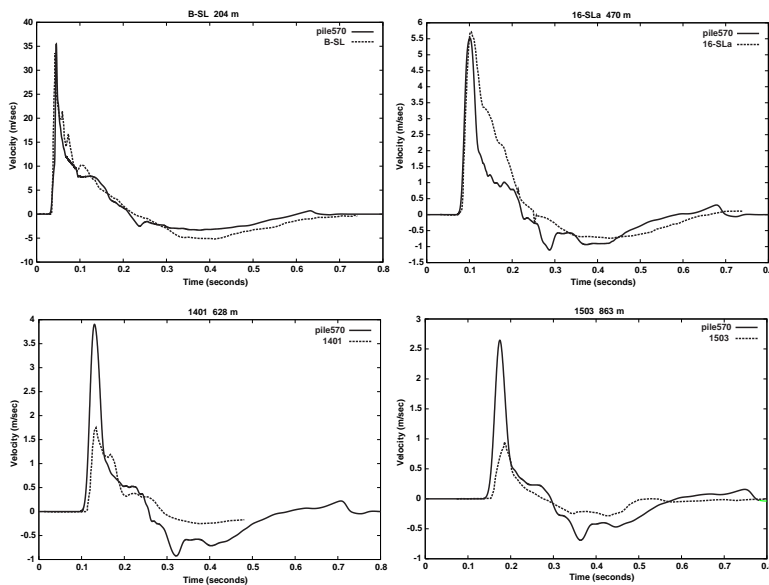 B-SL 204 m
pile570
B-SL
Velocity (m/sec)
40
35
30
25
20
15
10
5
0
-5
-10
0 0.1 0.2 0.3 0.4 0.5 0.6 0.7 0.8
Time (seconds)
16-SLa 470 m
pile570
16-SLa
Velocity (m/sec)
6
5.5
5
4.5
4
3.5
3
2.5
2
1.5
1
0.5
0
-0.5
-1
-1.5
0 0.1 0.2 0.3 0.4 0.5 0.6 0.7 0.8
Time (seconds)
1401 628 m
pile570
1401
Velocity (m/sec)
4
3.5
3
2.5
2
1.5
1
0.5
0
-0.5
-1
0 0.1 0.2 0.3 0.4 0.5 0.6 0.7 0.8
Time (seconds)
1503 863 m
pile570
1503
Velocity (m/sec)
3
2.5
2
1.5
1
0.5
0
-0.5
-1
0 0.1 0.2 0.3 0.4 0.5 0.6 0.7
Time (seconds)